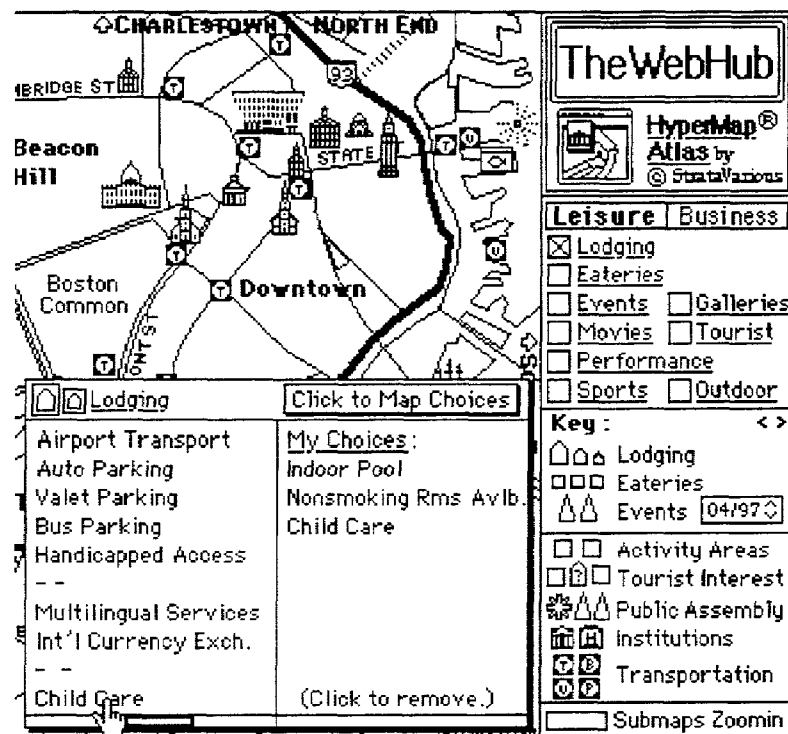 CHARLESTOWN NORTH END
93
BRIDGE ST
Beacon
Hill
STATE
Boston
Common
Downtown
ONT ST
TheWebHub
HyperMap®
Atlas by
© StrataVarious
Leisure Business
Lodging
Eateries
Events Galleries
Movies Tourist
Performance
Sports Outdoor
Lodging Click to Map Choices
Airport Transport
Auto Parking
Valet Parking
Bus Parking
Handicapped Access
- -
Multilingual Services
Int'l Currency Exch.
- -
Child Care
My Choices:
Indoor Pool
Nonsmoking Rms Avlb.
Child Care
(Click to remove.)
Key: < >
Lodging
Eateries
Events 04/97
Activity Areas
? Tourist Interest
Public Assembly
H Institutions
T B
U P
Transportation
Submaps Zoomin